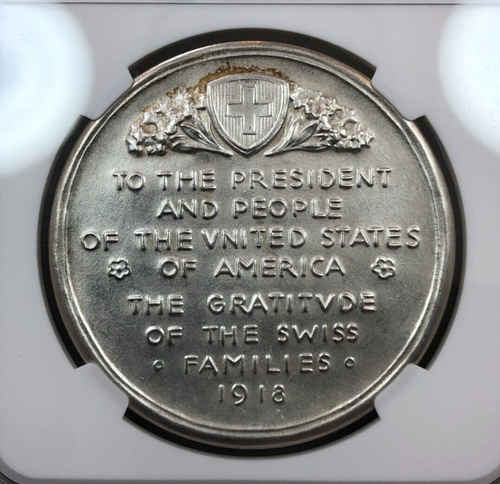 TO THE PRESIDENT
AND PEOPLE
OF THE VNITED STATES
OF AMERICA
THE GRATITVDE
OF THE SWISS
FAMILIES
1918